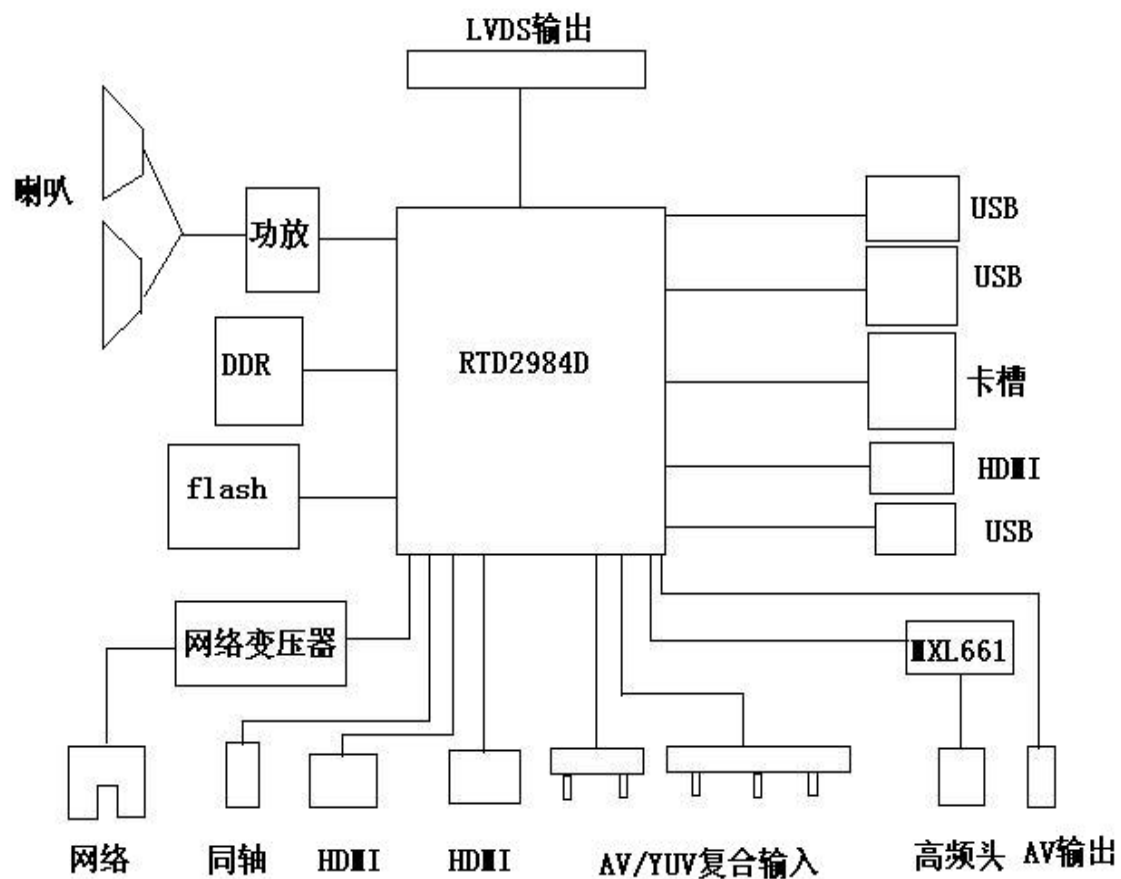 LVDS输出
喇叭
功放
USB
USB
DDR
RTD2984D
卡槽
flash
HDMI
USB
网络变压器
MXL661
网络
同轴
HDMI
HDMI
AV/YUV复合输入
高频头
AV输出